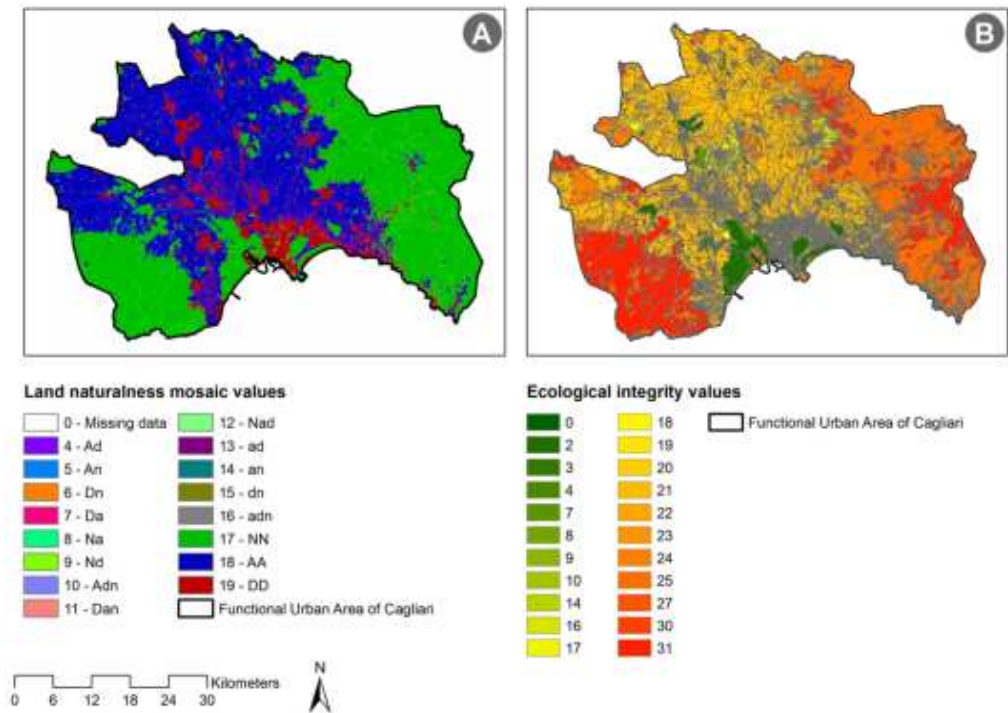 A
B
Land naturalness mosaic values
0 - Missing data
4 - Ad
5 - An
6 - Dn
7 - Da
8 - Na
9 - Nd
10 - Adn
11 - Dan
12 - Nad
13 - ad
14 - an
15 - dn
16 - adn
17 - NN
18 - AA
19 - DD
Functional Urban Area of Cagliari
Ecological integrity values
0
2
3
4
7
8
9
10
14
16
17
18
19
20
21
22
23
24
25
27
30
31
Functional Urban Area of Cagliari
Kilometers
0 6 12 18 24 30
N